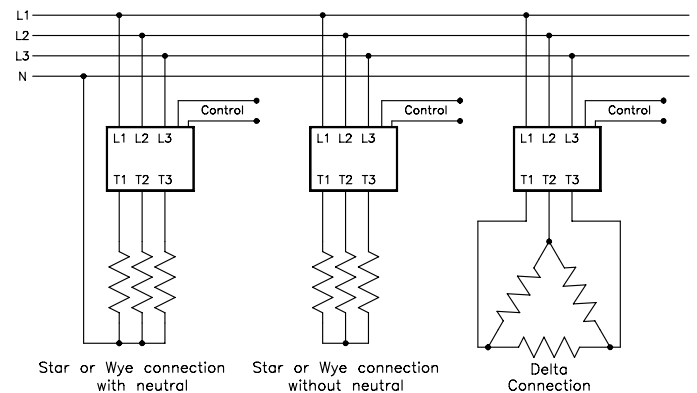 L1
L2
L3
N
Control
Control
Control
L1 L2 L3
L1 L2 L3
L1 L2 L3
T1 T2 T3
T1 T2 T3
T1 T2 T3
Star or Wye connection
with neutral
Star or Wye connection
without neutral
Delta
Connection